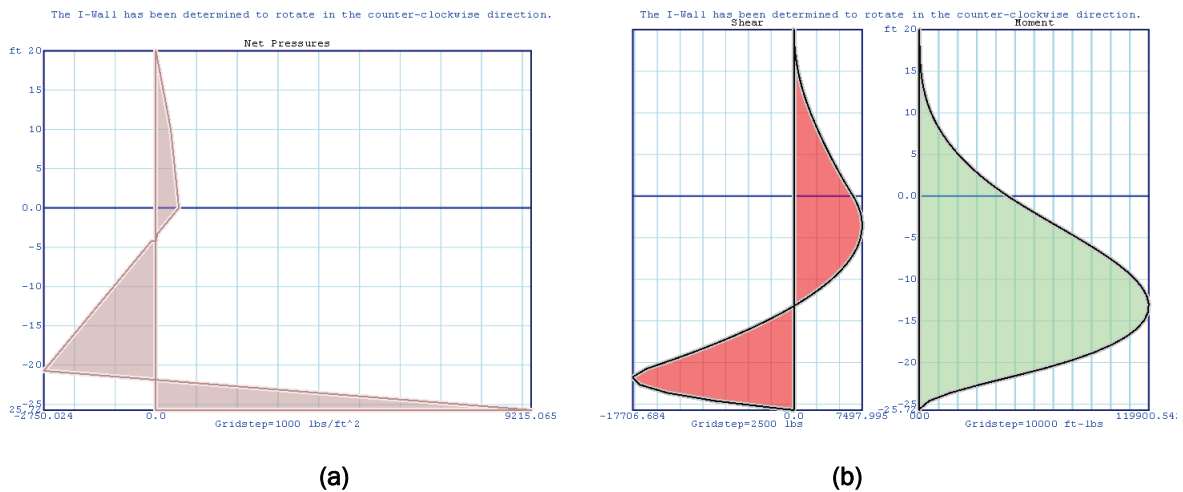 The I-Wall has been determined to rotate in the counter-clockwise direction.
Net Pressures
ft 20
15
10
5
0.0
-5
-10
-15
-20
-25
-2750.024
0.0
9215.065
Gridstep=1000 lbs/ft^2
(a)
The I-Wall has been determined to rotate in the counter-clockwise direction.
Shear
Moment
ft 20
15
10
5
0.0
-5
-10
-15
-20
-17706.684
0.0
7497.995
Gridstep=2500 lbs
119900.543
Gridstep=10000 ft-lbs
(b)